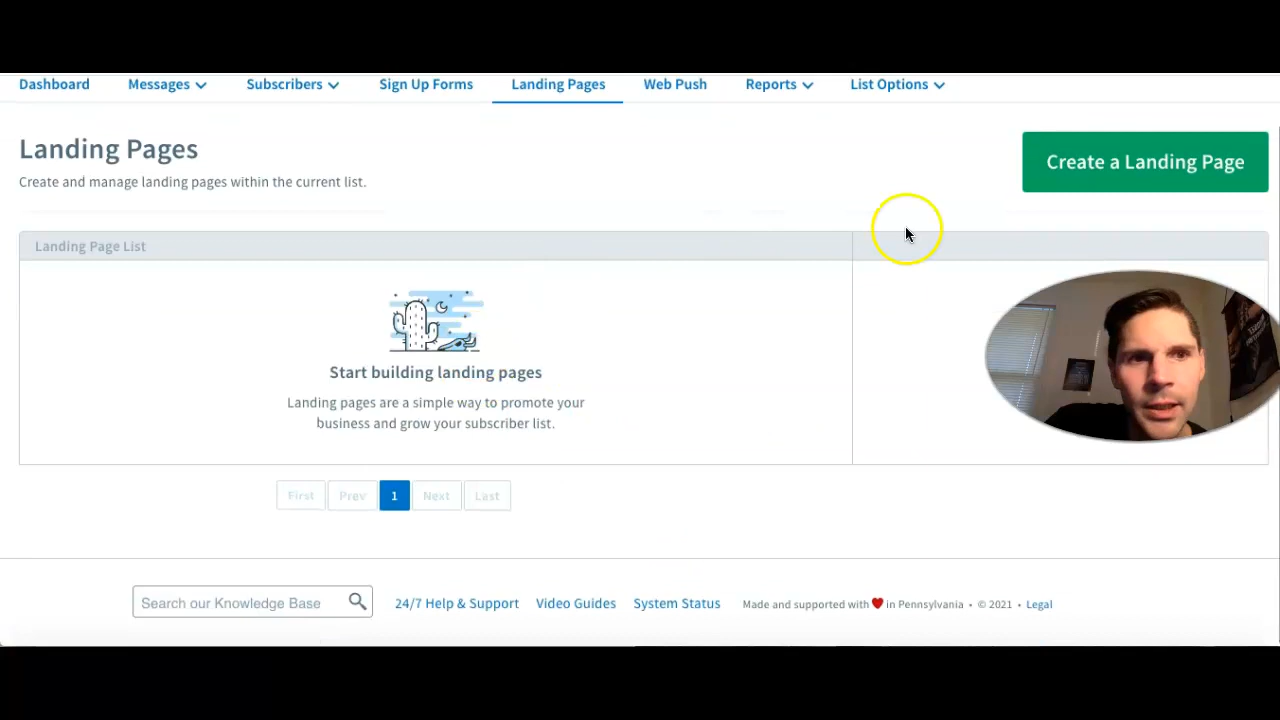 Dashboard Messages Subscribers Sign Up Forms Landing Pages Web Push Reports List Options
Landing Pages
Create and manage landing pages within the current list.
Create a Landing Page
Landing Page List
Start building landing pages
Landing pages are a simple way to promote your
business and grow your subscriber list.
First Prev 1 Next Last
Search our Knowledge Base 24/7 Help & Support Video Guides System Status Made and supported with ❤ in Pennsylvania • © 2021 • Legal